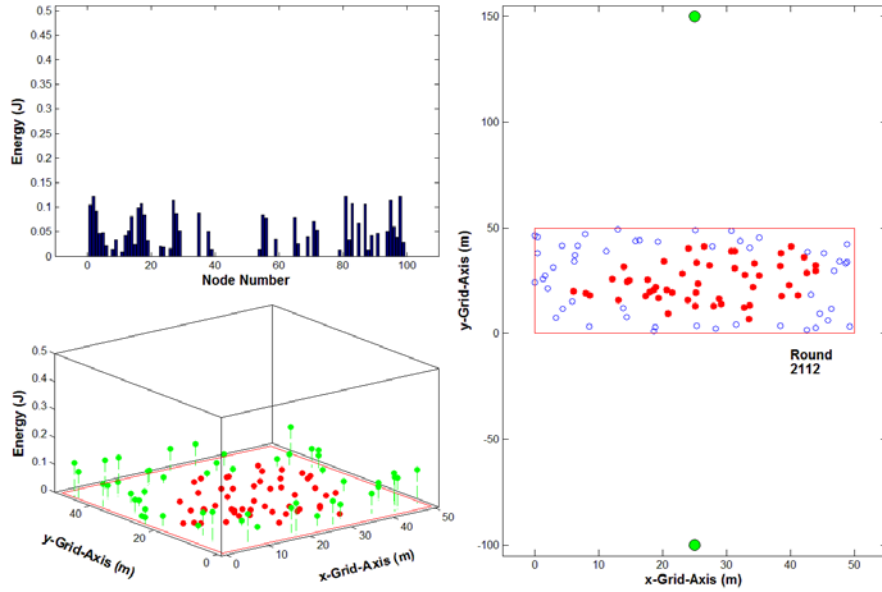 0.5
0.45
0.4
0.35
0.3
0.25
0.2
0.15
0.1
0.05
0
Energy (J)
0 20 40 60 80 100
Node Number
0.5
0.4
0.3
0.2
0.1
0
Energy (J)
40
20
0
y-Grid-Axis (m)
0 10 20 30 40 50
x-Grid-Axis (m)
150
100
50
0
-50
-100
y-Grid-Axis (m)
Round
2112
0 10 20 30 40 50
x-Grid-Axis (m)